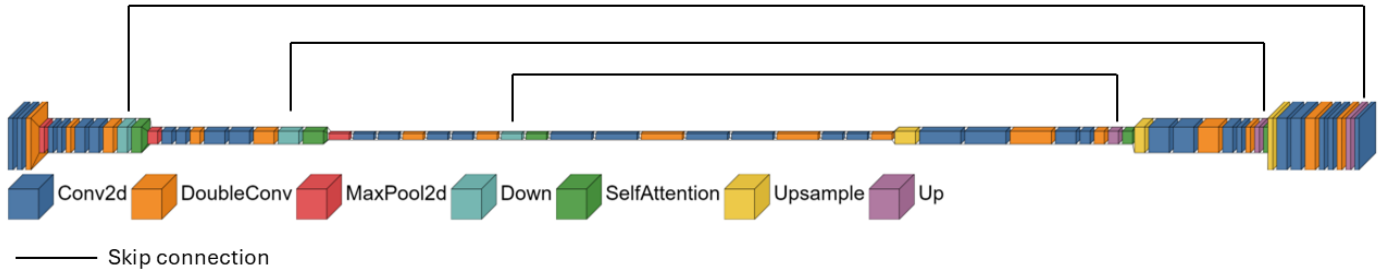 Conv2d DoubleConv MaxPool2d Down SelfAttention Upsample Up
Skip connection